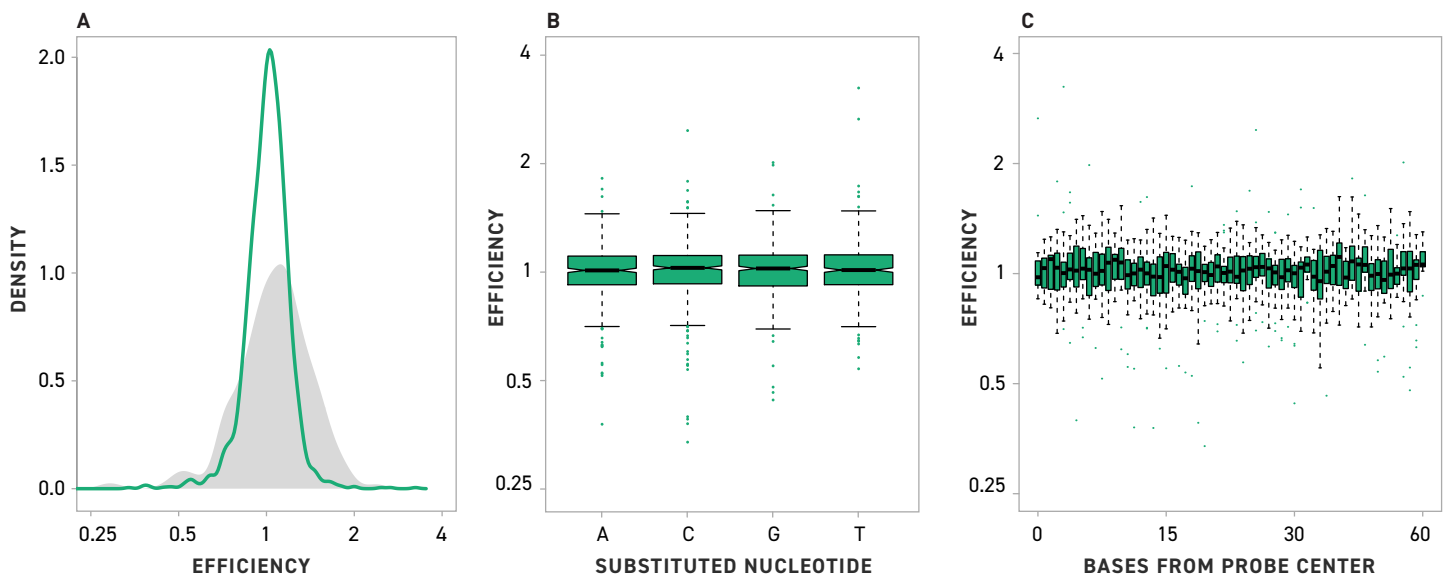 A
DENSITY
2.0
1.5
1.0
0.5
0.0
0.25 0.5 1 2 4
EFFICIENCY
B
EFFICIENCY
4
2
1
0.5
0.25
A C G T
SUBSTITUTED NUCLEOTIDE
C
EFFICIENCY
4
2
1
0.5
0.25
0 15 30 60
BASES FROM PROBE CENTER